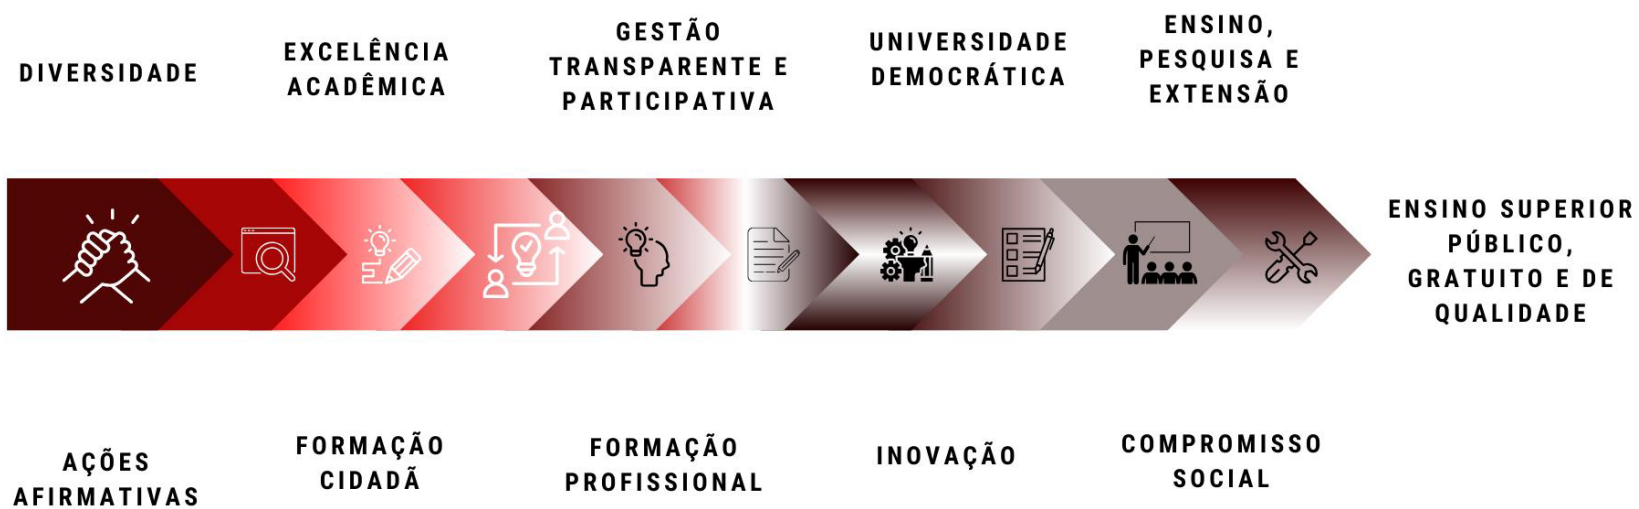 DIVERSIDADE
EXCELÊNCIA
ACADÊMICA
GESTÃO
TRANSPARENTE E
PARTICIPATIVA
UNIVERSIDADE
DEMOCRÁTICA
ENSINO,
PESQUISA E
EXTENSÃO
ENSINO SUPERIOR
PÚBLICO,
GRATUITO E DE
QUALIDADE
AÇÕES
AFIRMATIVAS
FORMAÇÃO
CIDADÃ
FORMAÇÃO
PROFISSIONAL
INOVAÇÃO
COMPROMISSO
SOCIAL